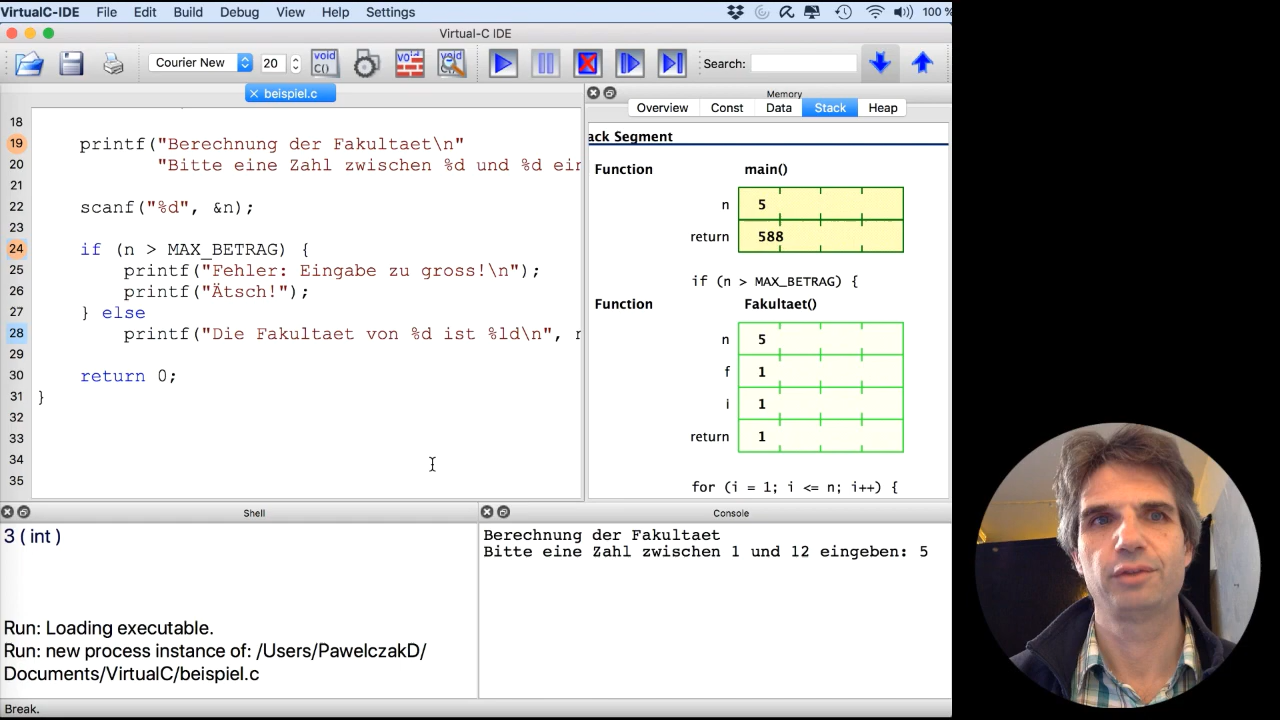 VirtualC-IDE File Edit Build Debug View Help Settings 100 %
Virtual-C IDE
Courier New 20 void C() void void C() Search:
beispiel.c
18
19 printf("Berechnung der Fakultaet\n"
20 "Bitte eine Zahl zwischen %d und %d ein
21
22 scanf("%d", &n);
23
24 if (n > MAX_BETRAG) {
25 printf("Fehler: Eingabe zu gross!\n");
26 printf("Ätsch!");
27 } else
28 printf("Die Fakultaet von %d ist %ld\n", n
29
30 return 0;
31 }
32
33
34
35
Memory
Overview Const Data Stack Heap
ack Segment
Function main()
n 5
return 588
if (n > MAX_BETRAG) {
Function Fakultaet()
n 5
f 1
i 1
return 1
for (i = 1; i <= n; i++) {
Shell
3 ( int )
Run: Loading executable.
Run: new process instance of: /Users/PawelczakD/
Documents/VirtualC/beispiel.c
Console
Berechnung der Fakultaet
Bitte eine Zahl zwischen 1 und 12 eingeben: 5
Break.